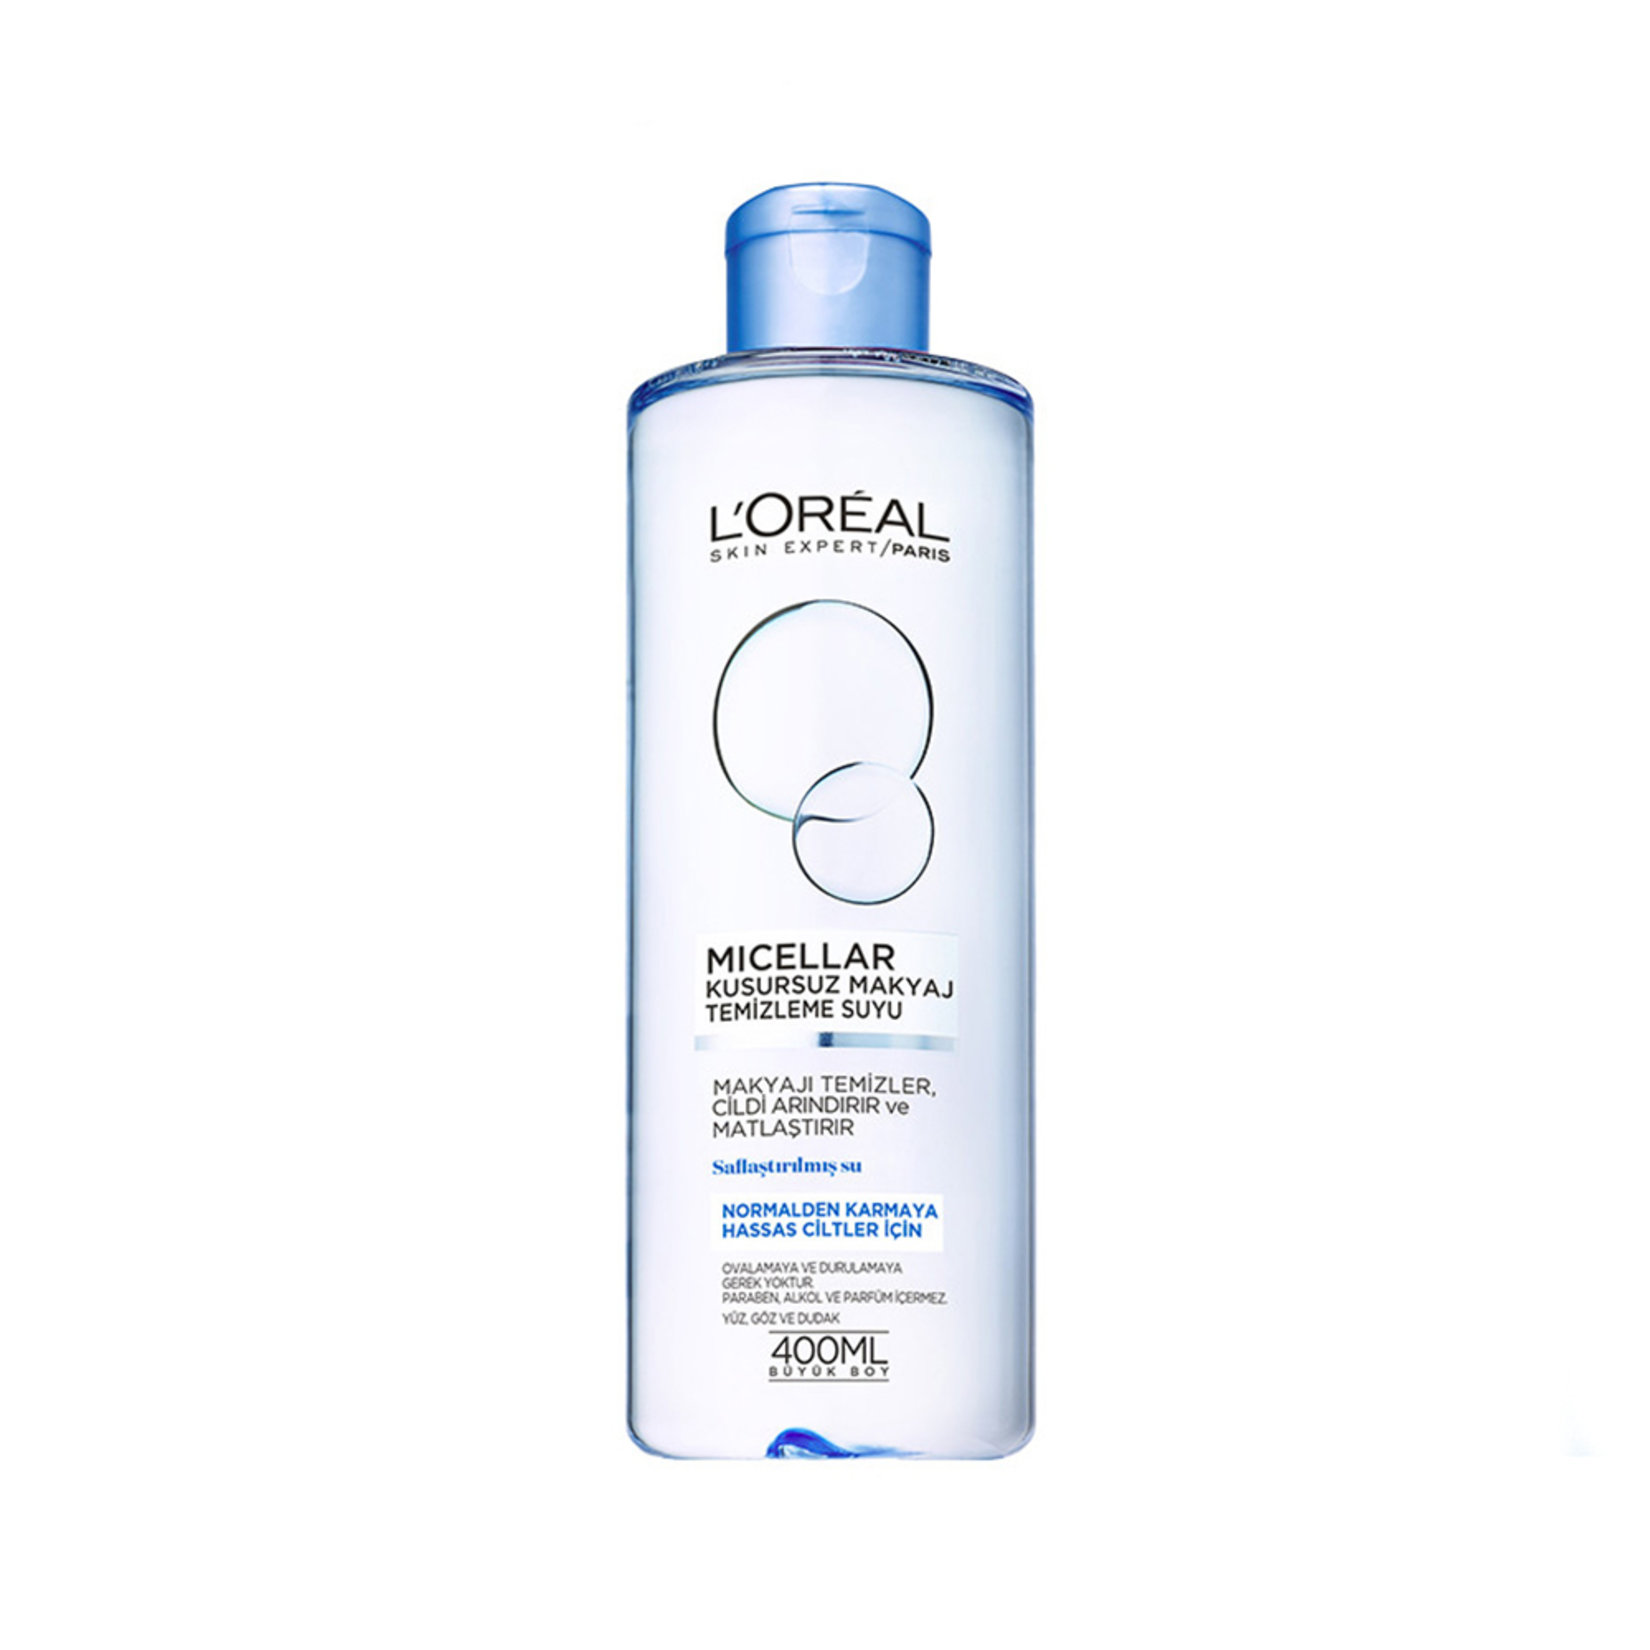 L'ORÉAL
SKIN EXPERT/PARIS
MICELLAR
KUSURSUZ MAKYAJ
TEMİZLEME SUYU
MAKYAJI TEMİZLER,
CİLDİ ARINDIRIR ve
MATLAŞTIRIR
Saflaştırılmış su
NORMALDEN KARMAYA
HASSAS CİLTLER İÇİN
OVALAMAYA VE DURULAMAYA
GEREK YOKTUR.
PARABEN, ALKOL VE PARFÜM İÇERMEZ.
YÜZ, GÖZ VE DUDAK
400ML
BÜYÜK BOY